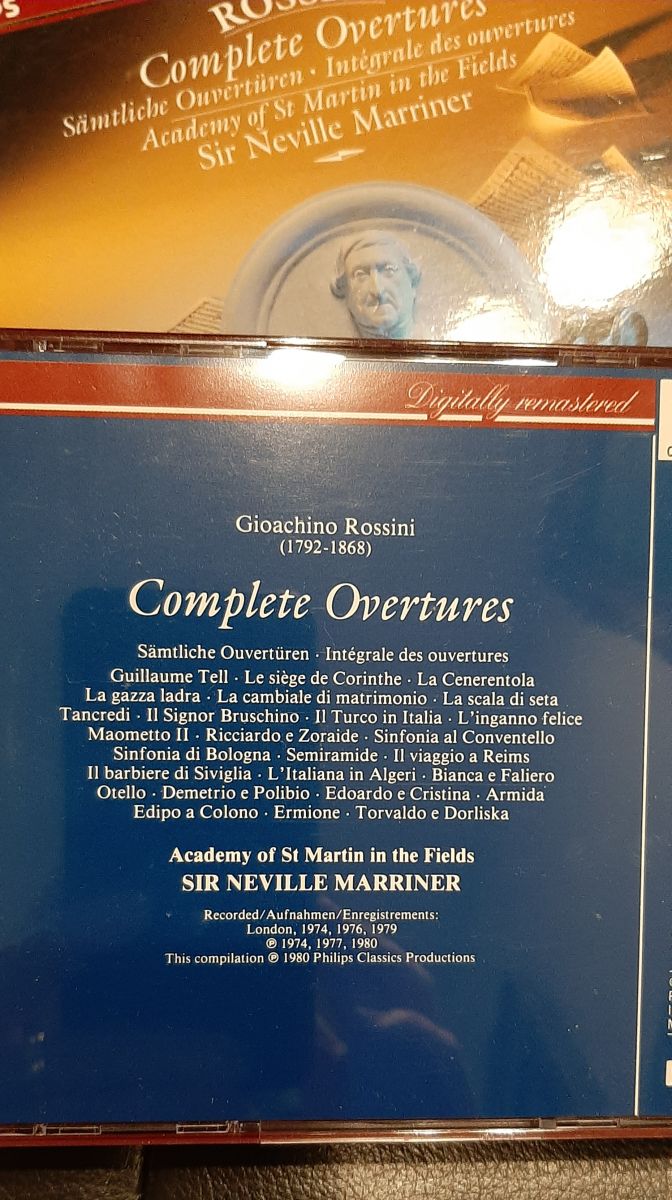 Complete Overtures
Sämtliche Ouvertüren · Intégrale des ouvertures
Academy of St Martin in the Fields
Sir Neville Marriner
Digitally remastered
Gioachino Rossini
(1792-1868)
Complete Overtures
Sämtliche Ouvertüren · Intégrale des ouvertures
Guillaume Tell · Le siège de Corinthe · La Cenerentola
La gazza ladra · La cambiale di matrimonio · La scala di seta
Tancredi · Il Signor Bruschino · Il Turco in Italia · L'inganno felice
Maometto II · Ricciardo e Zoraide · Sinfonia al Conventello
Sinfonia di Bologna · Semiramide · Il viaggio a Reims
Il barbiere di Siviglia · L'Italiana in Algeri · Bianca e Faliero
Otello · Demetrio e Polibio · Edoardo e Cristina · Armida
Edipo a Colono · Ermione · Torvaldo e Dorliska
Academy of St Martin in the Fields
SIR NEVILLE MARRINER
Recorded/Aufnahmen/Enregistrements:
London, 1974, 1976, 1979
℗ 1974, 1977, 1980
This compilation ℗ 1980 Philips Classics Productions